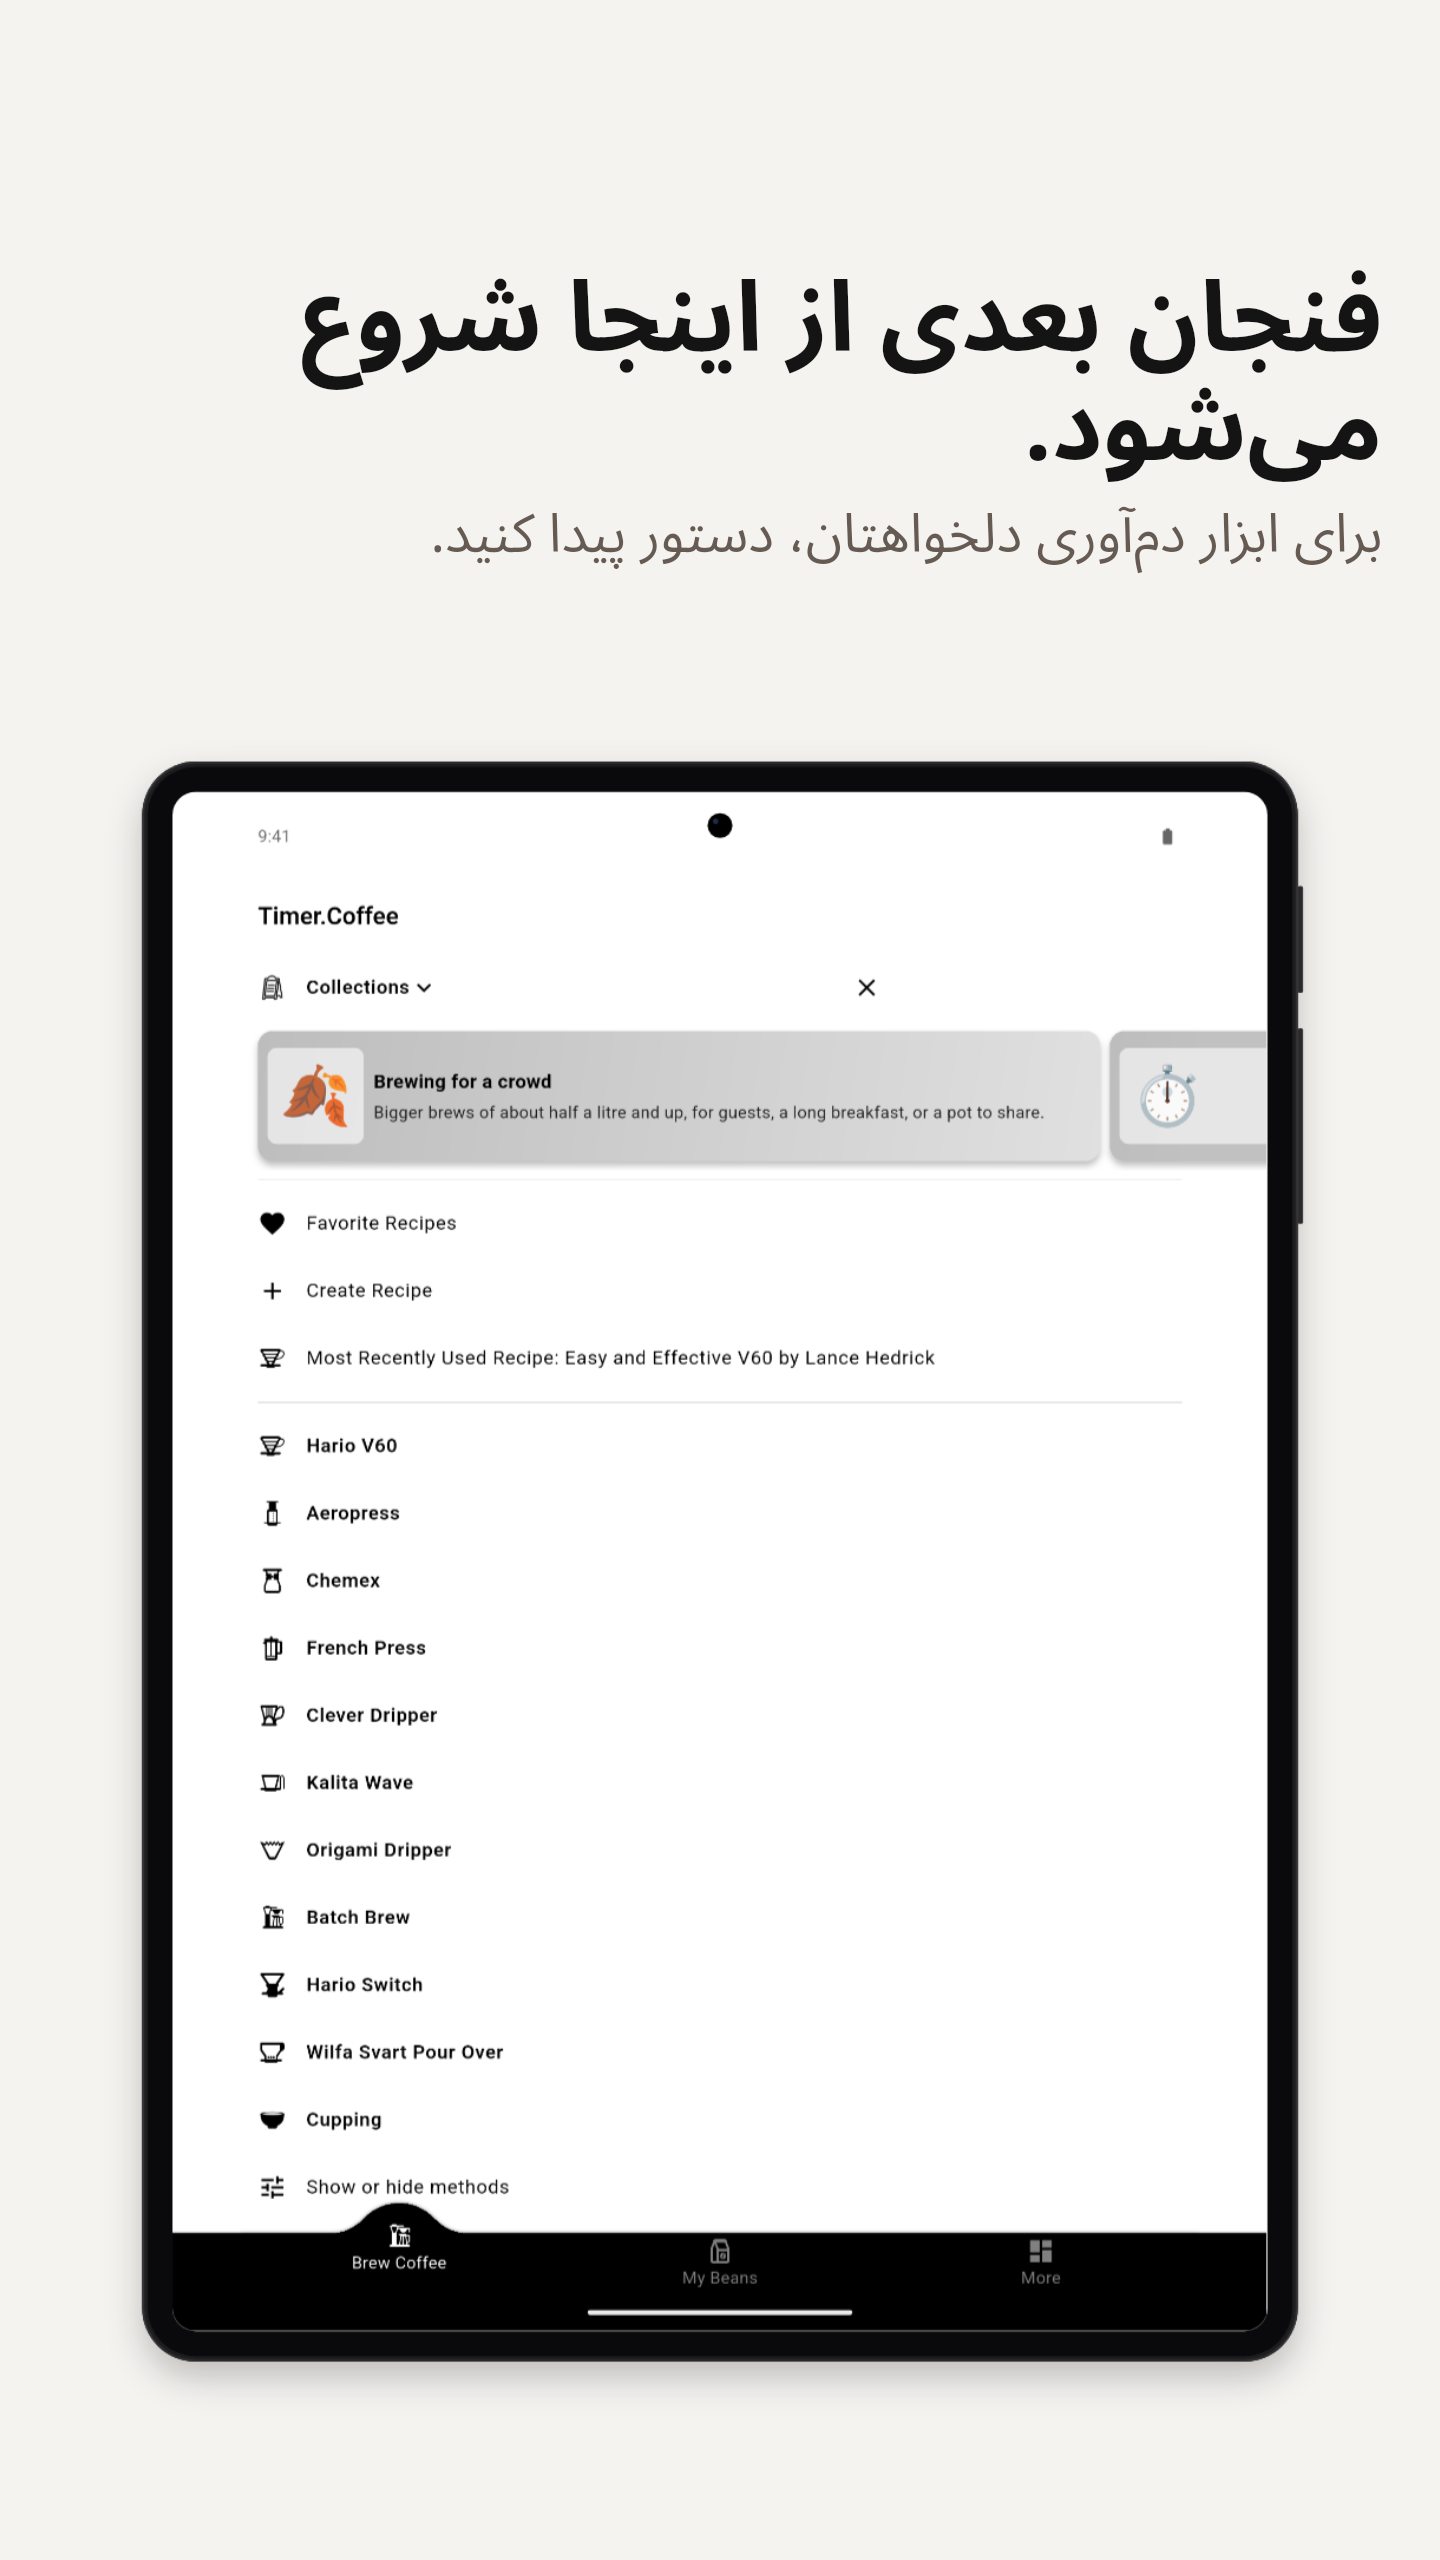 فنجان بعدی از اینجا شروع
می‌شود.
برای ابزار دم‌آوری دلخواهتان، دستور پیدا کنید.
9:41
Timer.Coffee
Collections
Brewing for a crowd
Bigger brews of about half a litre and up, for guests, a long breakfast, or a pot to share.
Favorite Recipes
Create Recipe
Most Recently Used Recipe: Easy and Effective V60 by Lance Hedrick
Hario V60
Aeropress
Chemex
French Press
Clever Dripper
Kalita Wave
Origami Dripper
Batch Brew
Hario Switch
Wilfa Svart Pour Over
Cupping
Show or hide methods
Brew Coffee
My Beans
More